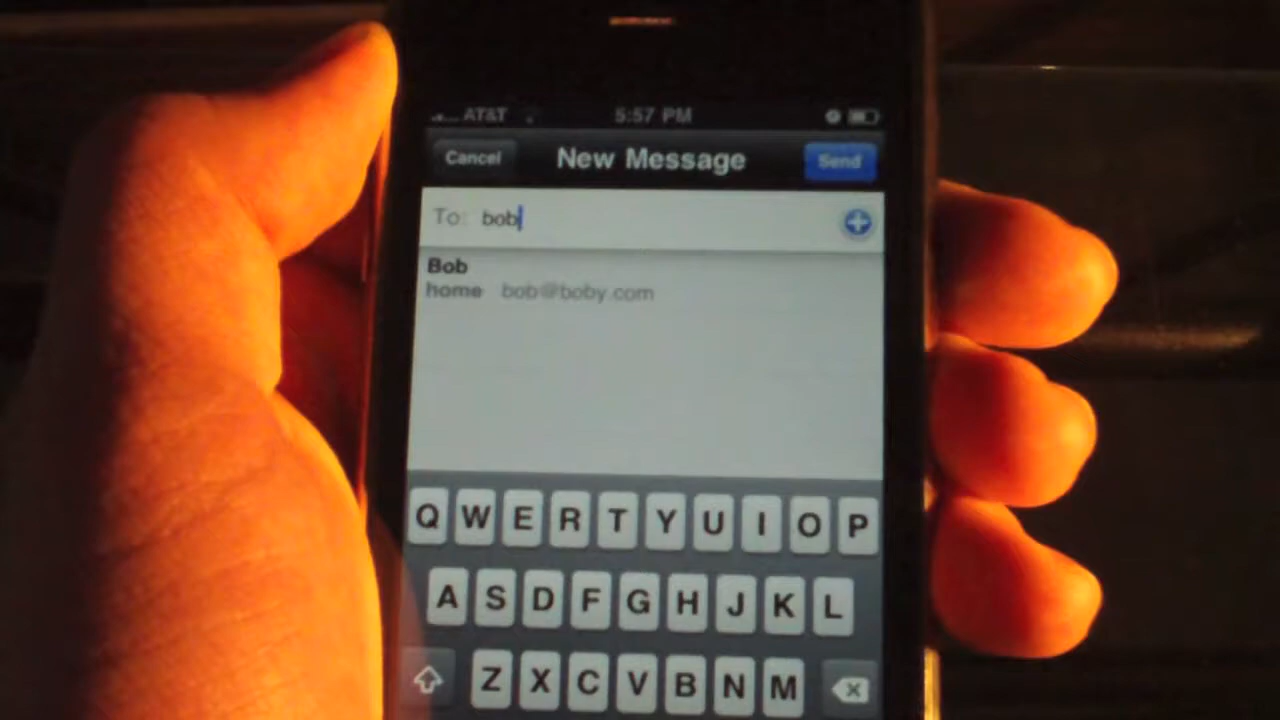 AT&T 5:57 PM
Cancel New Message Send
To: bob
Bob
home bob@boby.com
Q W E R T Y U I O P
A S D F G H J K L
Z X C V B N M